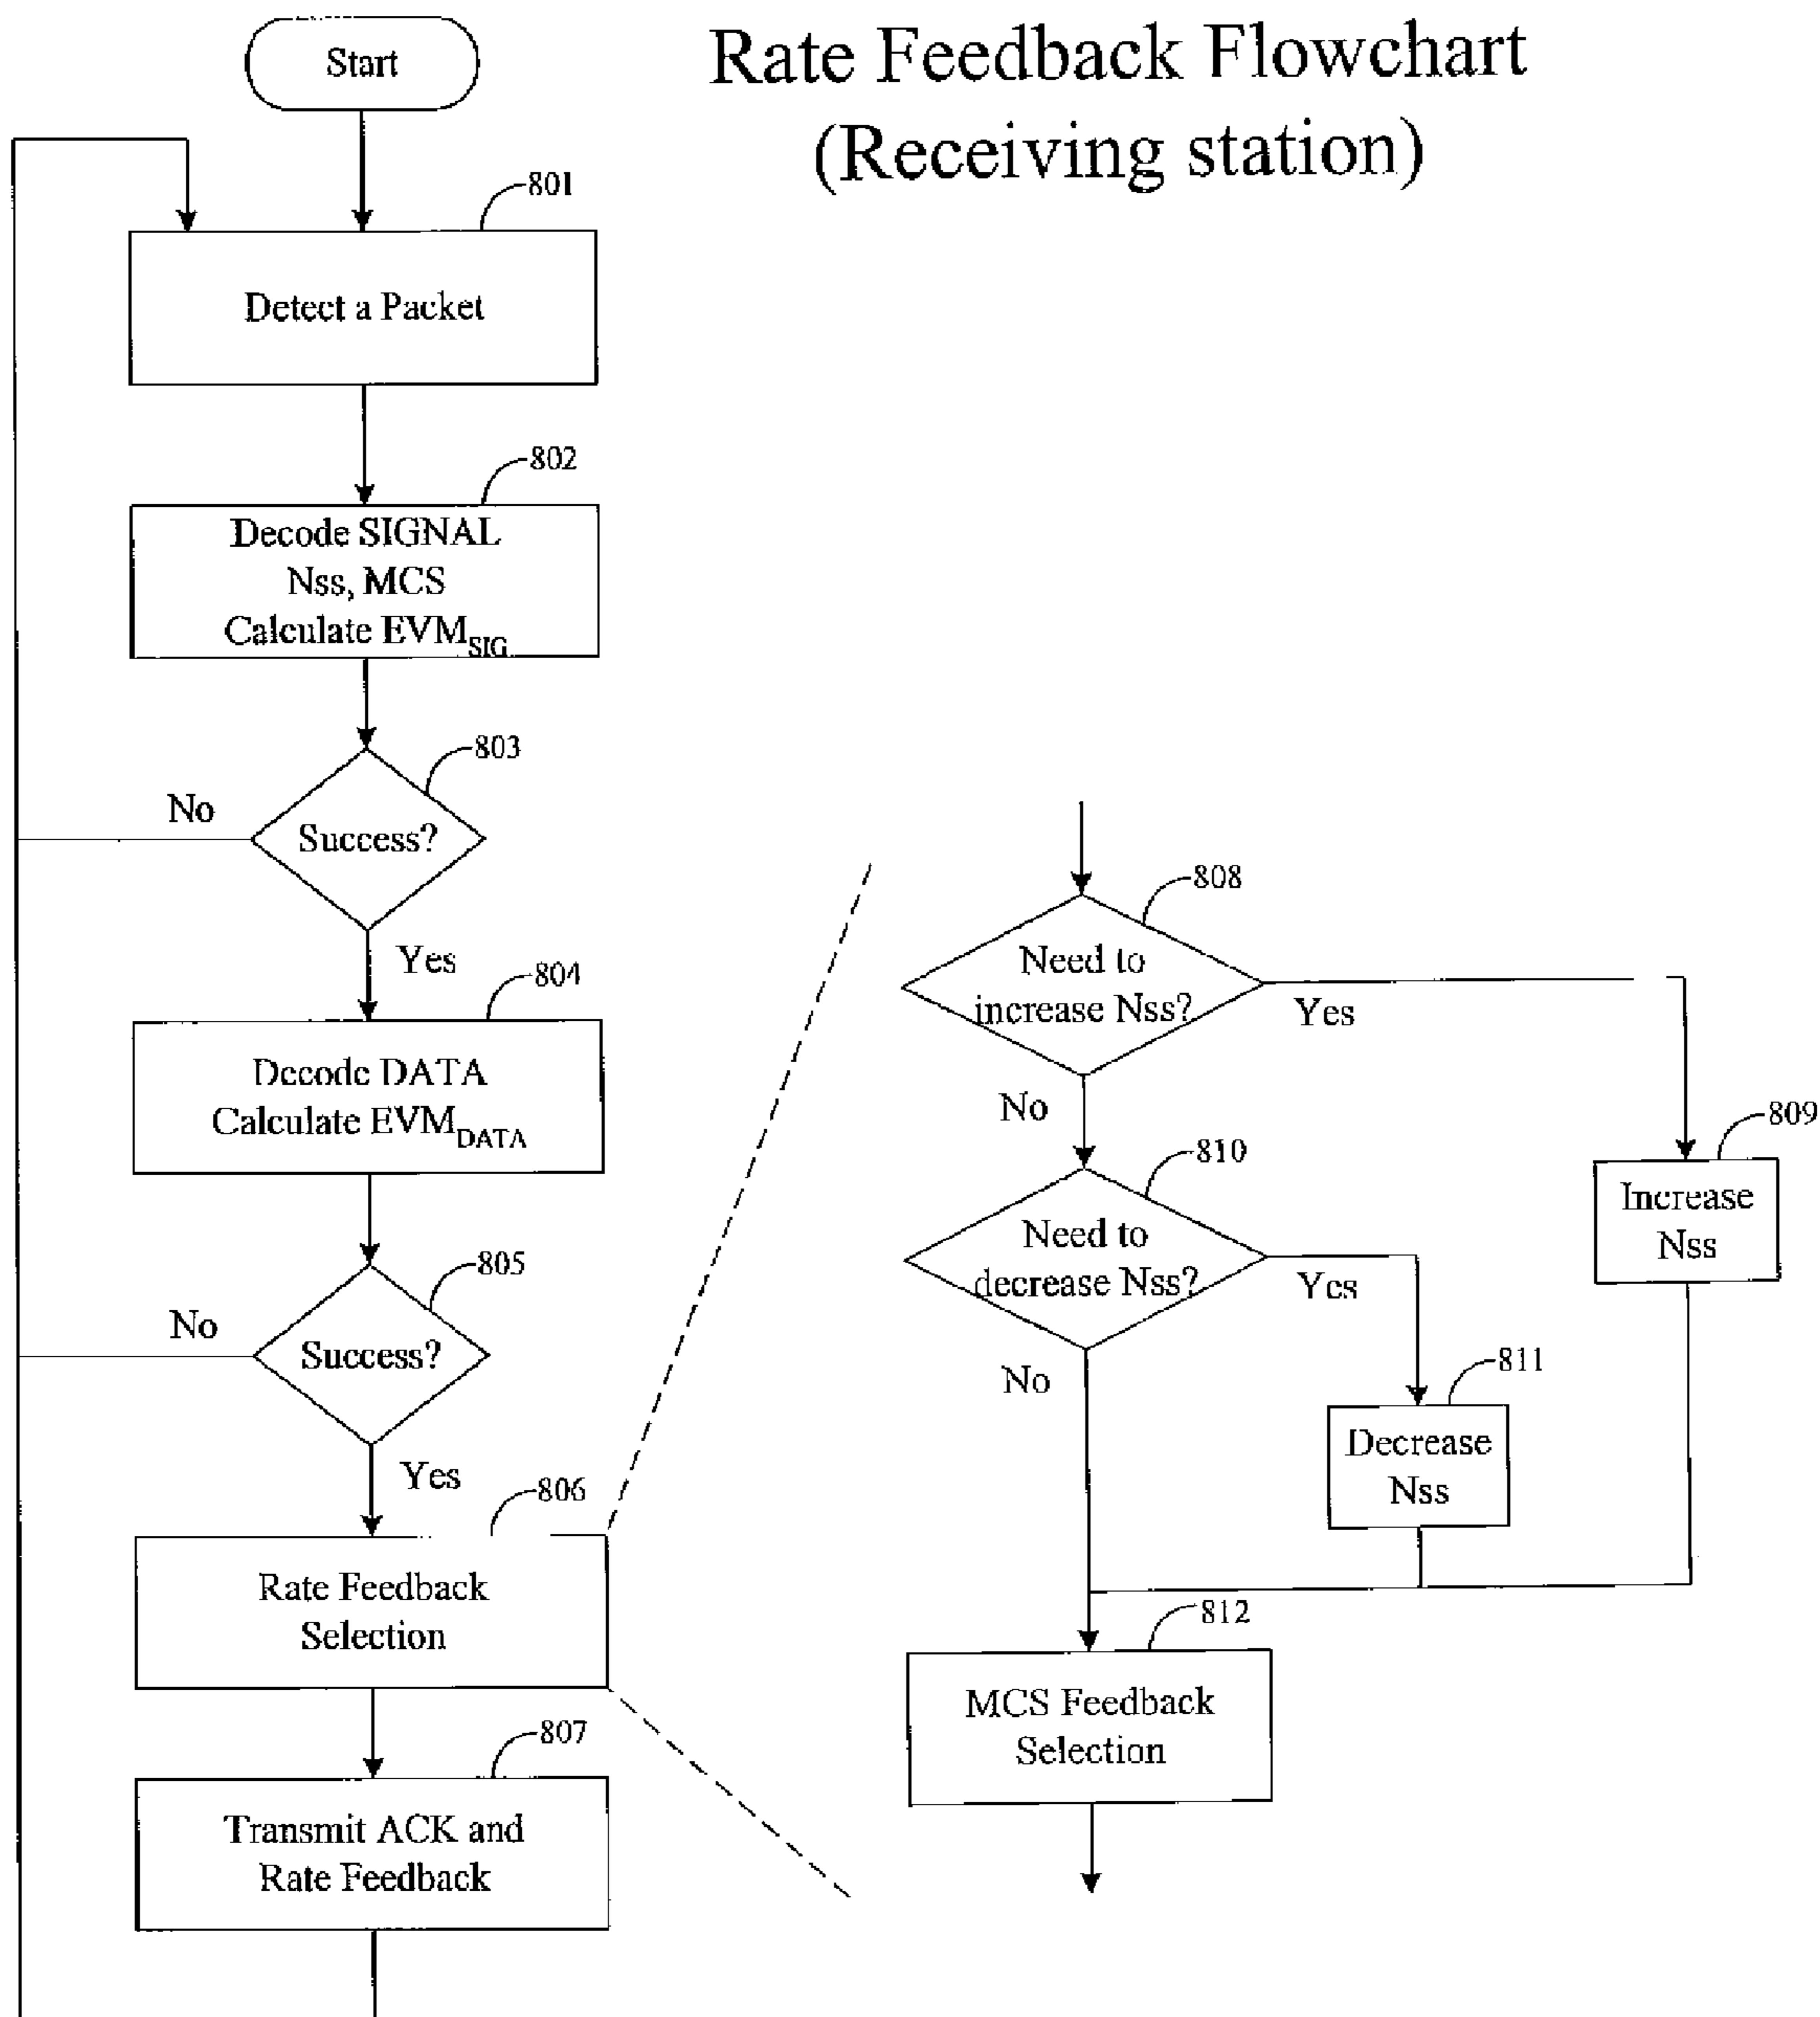 Rate Feedback Flowchart
(Receiving station)
Start
801
Detect a Packet
802
Decode SIGNAL
Nss, MCS
Calculate EVM_SIG
803
Success?
No
Yes
804
Decode DATA
Calculate EVM_DATA
805
Success?
No
Yes
806
Rate Feedback
Selection
807
Transmit ACK and
Rate Feedback
808
Need to
increase Nss?
Yes
No
809
Increase
Nss
810
Need to
decrease Nss?
Yes
No
811
Decrease
Nss
812
MCS Feedback
Selection